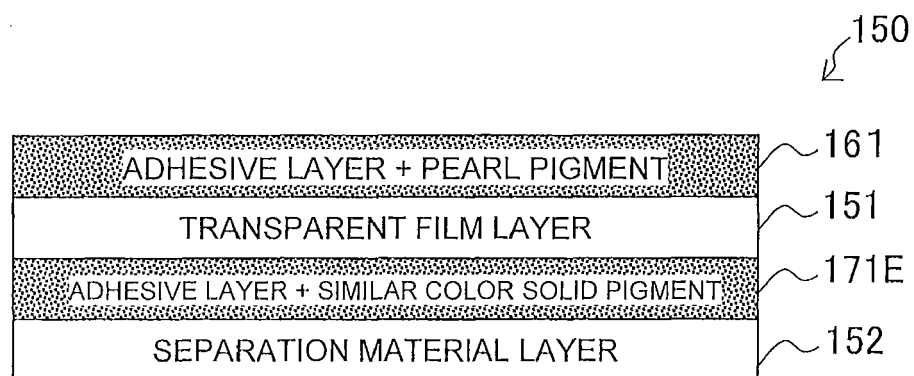 150
ADHESIVE LAYER + PEARL PIGMENT 161
TRANSPARENT FILM LAYER 151
ADHESIVE LAYER + SIMILAR COLOR SOLID PIGMENT 171E
SEPARATION MATERIAL LAYER 152